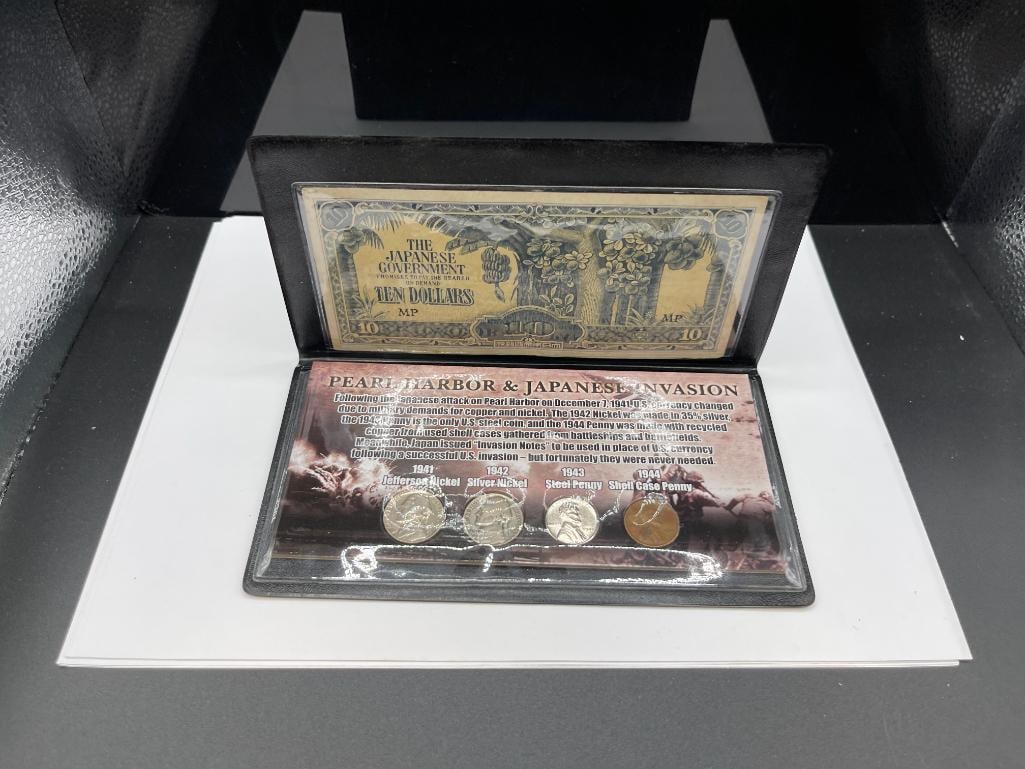 THE
JAPANESE
GOVERNMENT
PROMISES TO PAY THE BEARER
ON DEMAND
TEN DOLLARS
MP
MP
10
10
PEARL HARBOR & JAPANESE INVASION
Following the Japanese attack on Pearl Harbor on December 7, 1941 U.S. currency changed
due to military demands for copper and nickel. The 1942 Nickel was made in 35% silver,
the 1943 Penny is the only U.S. steel coin, and the 1944 Penny was made with recycled
copper from used shell cases gathered from battleships and battlefields.
Meanwhile, Japan issued "Invasion Notes" to be used in place of U.S. currency
following a successful U.S. invasion – but fortunately they were never needed.
1941 1942 1943 1944
Jefferson Nickel Silver Nickel Steel Penny Shell Case Penny